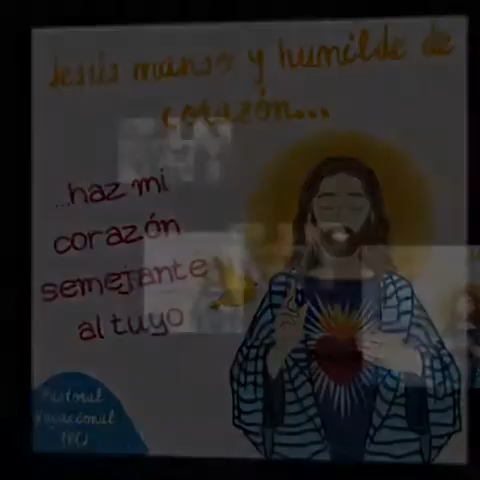 Jesús manso y humilde de
corazón...
...haz mi
corazón
semejante
al tuyo
Pastoral
Vocacional